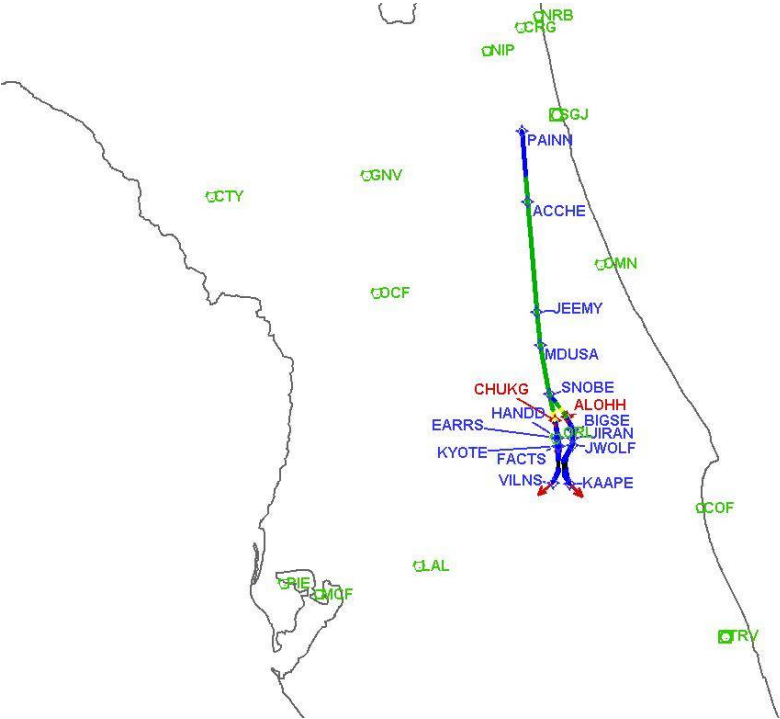 NRB
CRG
NIP
SGJ
PAINN
GNV
CTY
ACCHE
OMN
OCF
JEEMY
MDUSA
SNOBE
CHUKG
ALOHH
HANDD
BIGSE
EARRS
ORL
JIRAN
KYOTE
JWOLF
FACTS
VILNS
KAAPE
COF
LAL
PIE
MCF
TRV